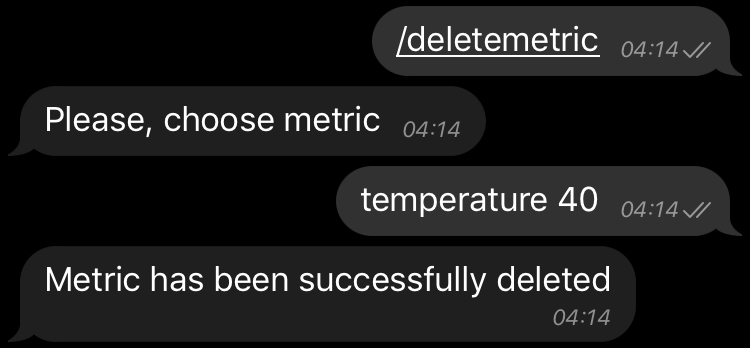 /deletemetric 04:14
Please, choose metric 04:14
temperature 40 04:14
Metric has been successfully deleted
04:14